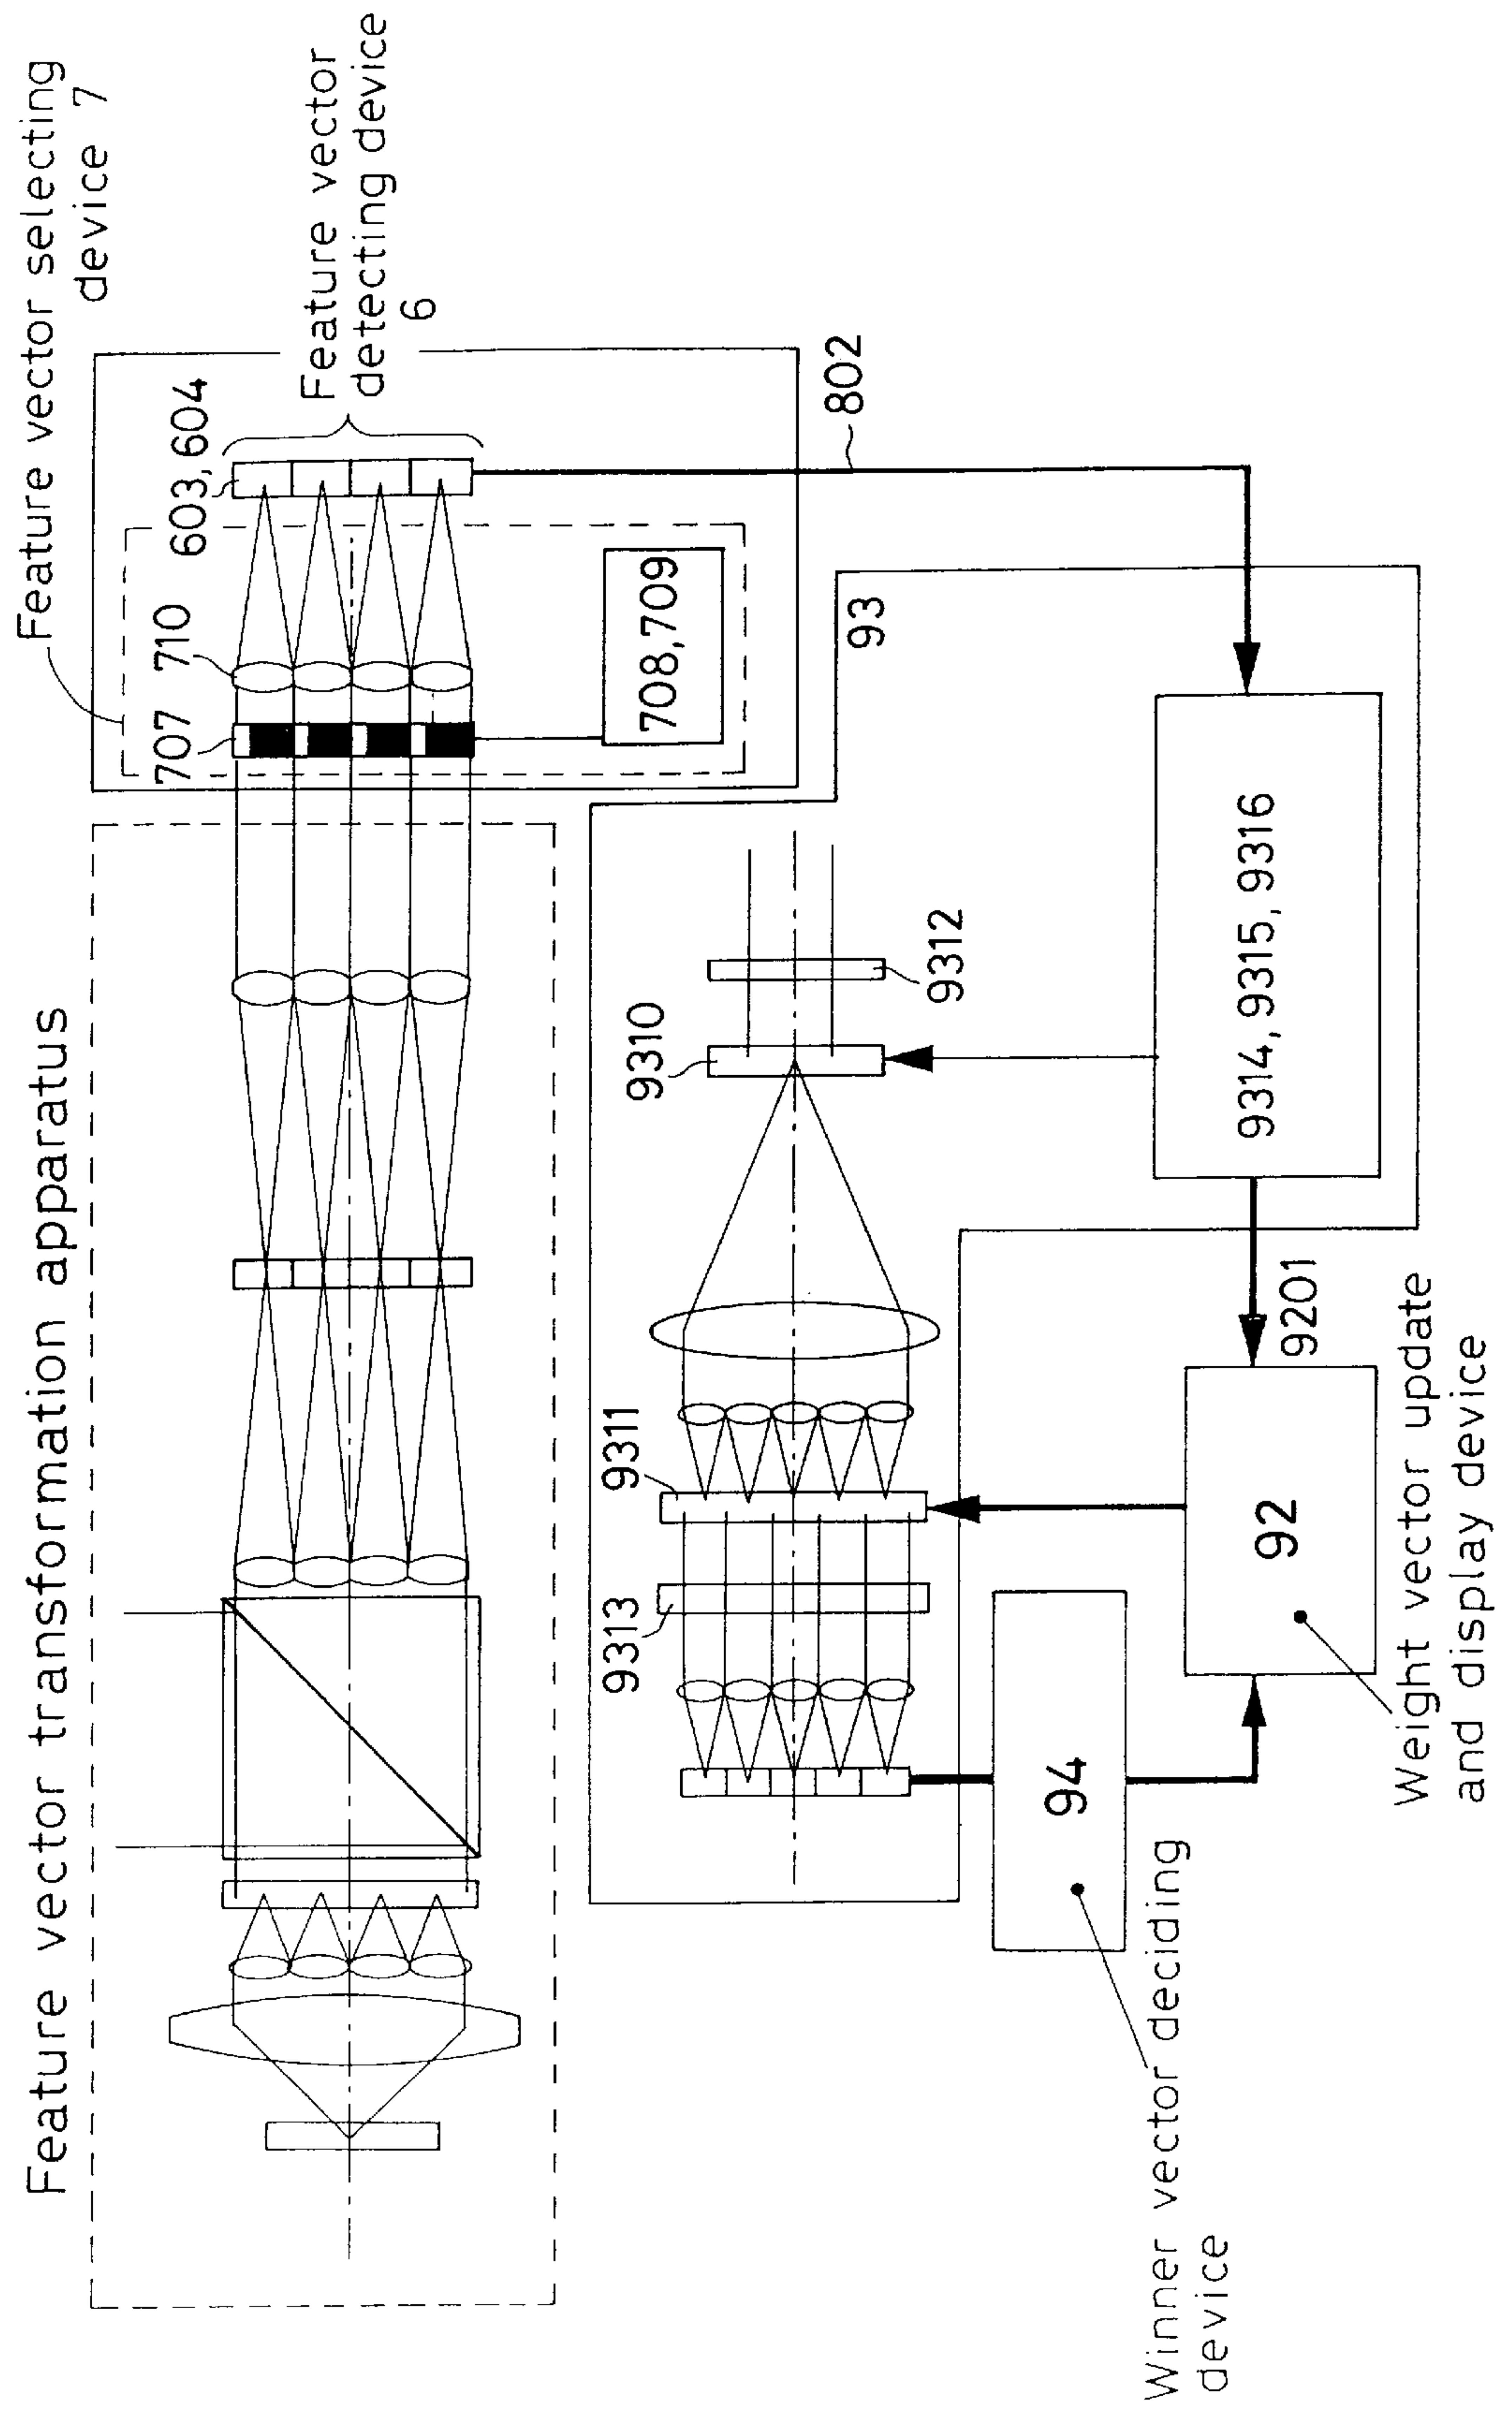 Feature vector selecting
device 7
Feature vector transformation apparatus
Feature vector
detecting device
6
603,604
710
707
708,709
802
93
9310
9312
9314, 9315, 9316
9311
9313
9201
92
94
Weight vector update
and display device
Winner vector deciding
device